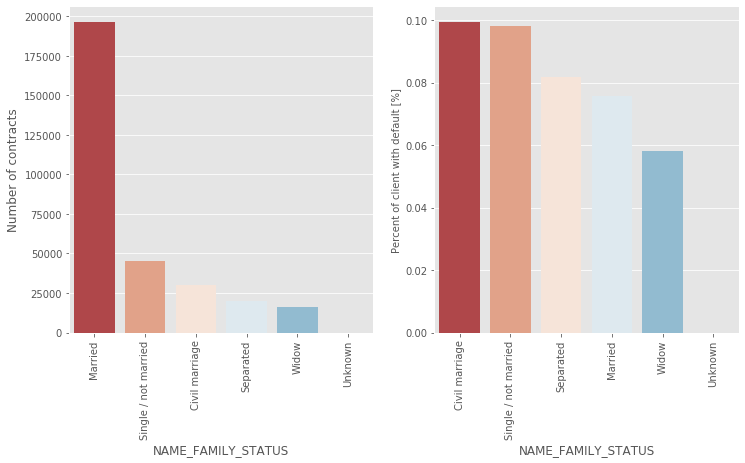 200000
175000
150000
125000
100000
75000
50000
25000
0
Number of contracts
Married
Single / not married
Civil marriage
Separated
Widow
Unknown
NAME_FAMILY_STATUS
0.10
0.08
0.06
0.04
0.02
0.00
Percent of client with default [%]
Civil marriage
Single / not married
Separated
Married
Widow
Unknown
NAME_FAMILY_STATUS